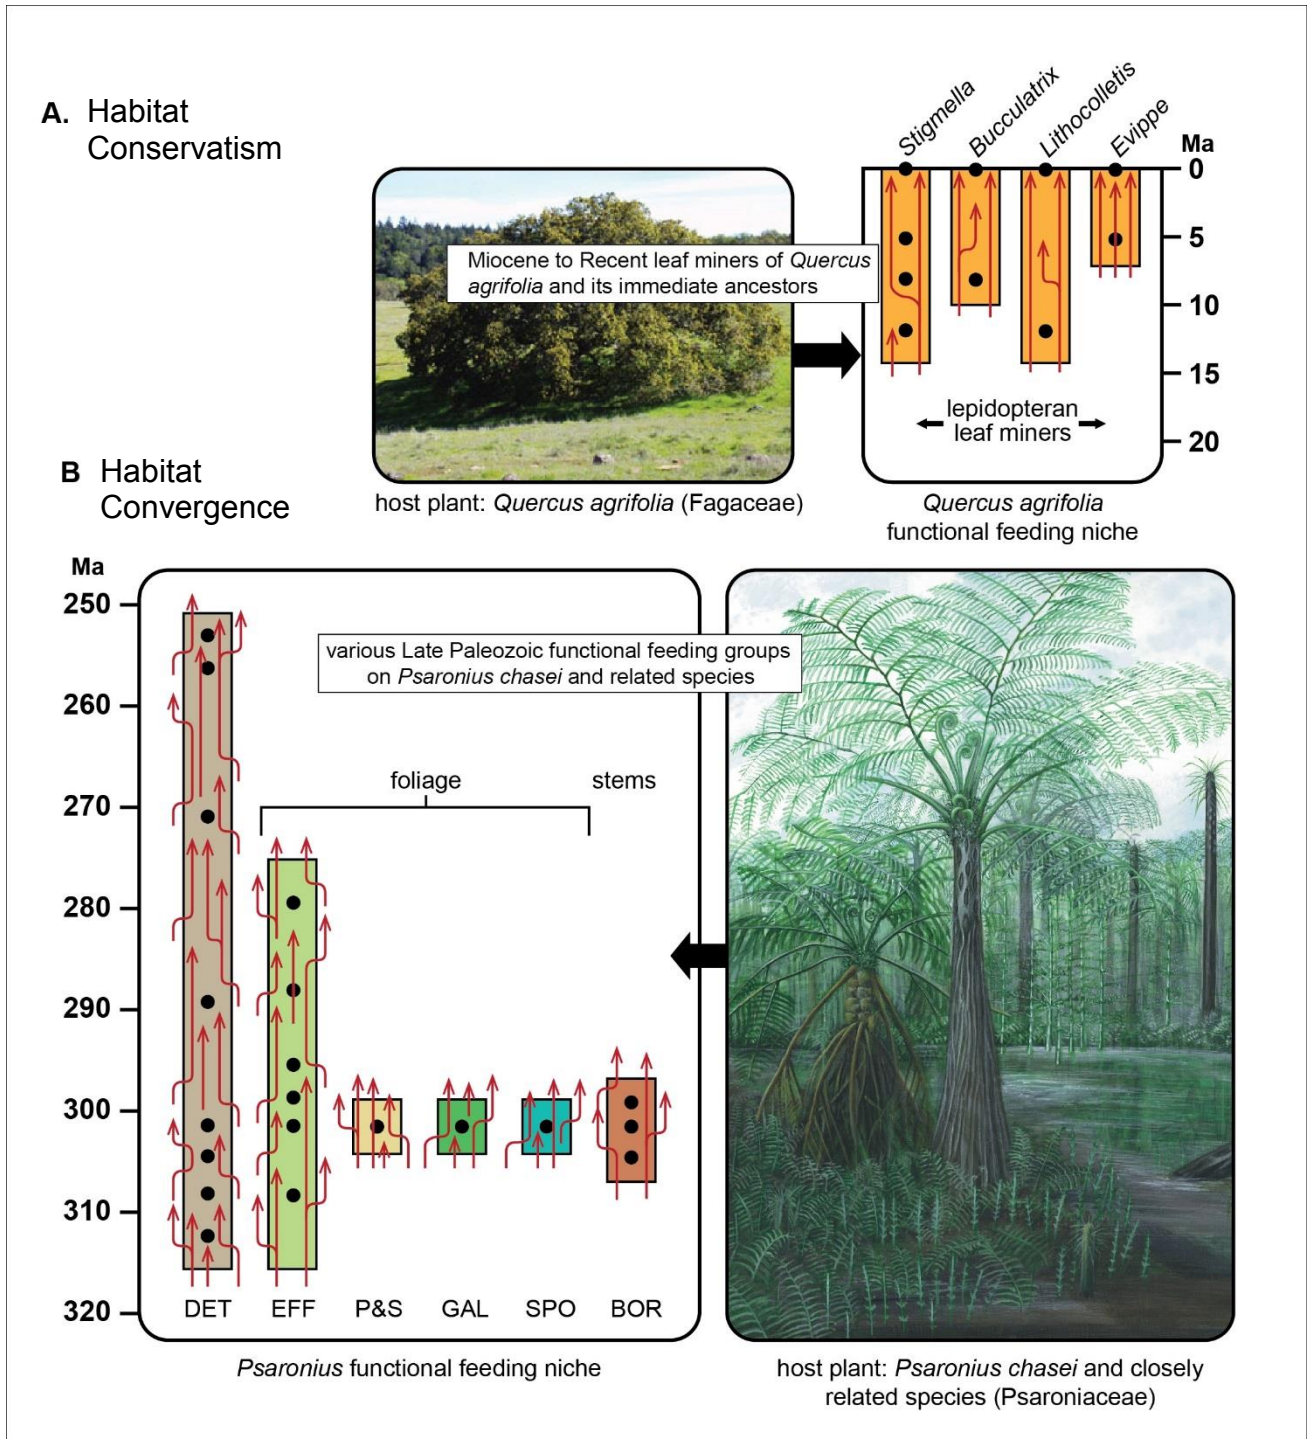 A. Habitat
Conservatism
Stigmella
Bucculatrix
Lithocolletis
Evippe
Ma
0
5
10
15
20
Miocene to Recent leaf miners of Quercus
agrifolia and its immediate ancestors
lepidopteran
leaf miners
host plant: Quercus agrifolia (Fagaceae)
Quercus agrifolia
functional feeding niche
B Habitat
Convergence
Ma
250
260
270
280
290
300
310
320
various Late Paleozoic functional feeding groups
on Psaronius chasei and related species
foliage
stems
DET EFF P&S GAL SPO BOR
Psaronius functional feeding niche
host plant: Psaronius chasei and closely
related species (Psaroniaceae)